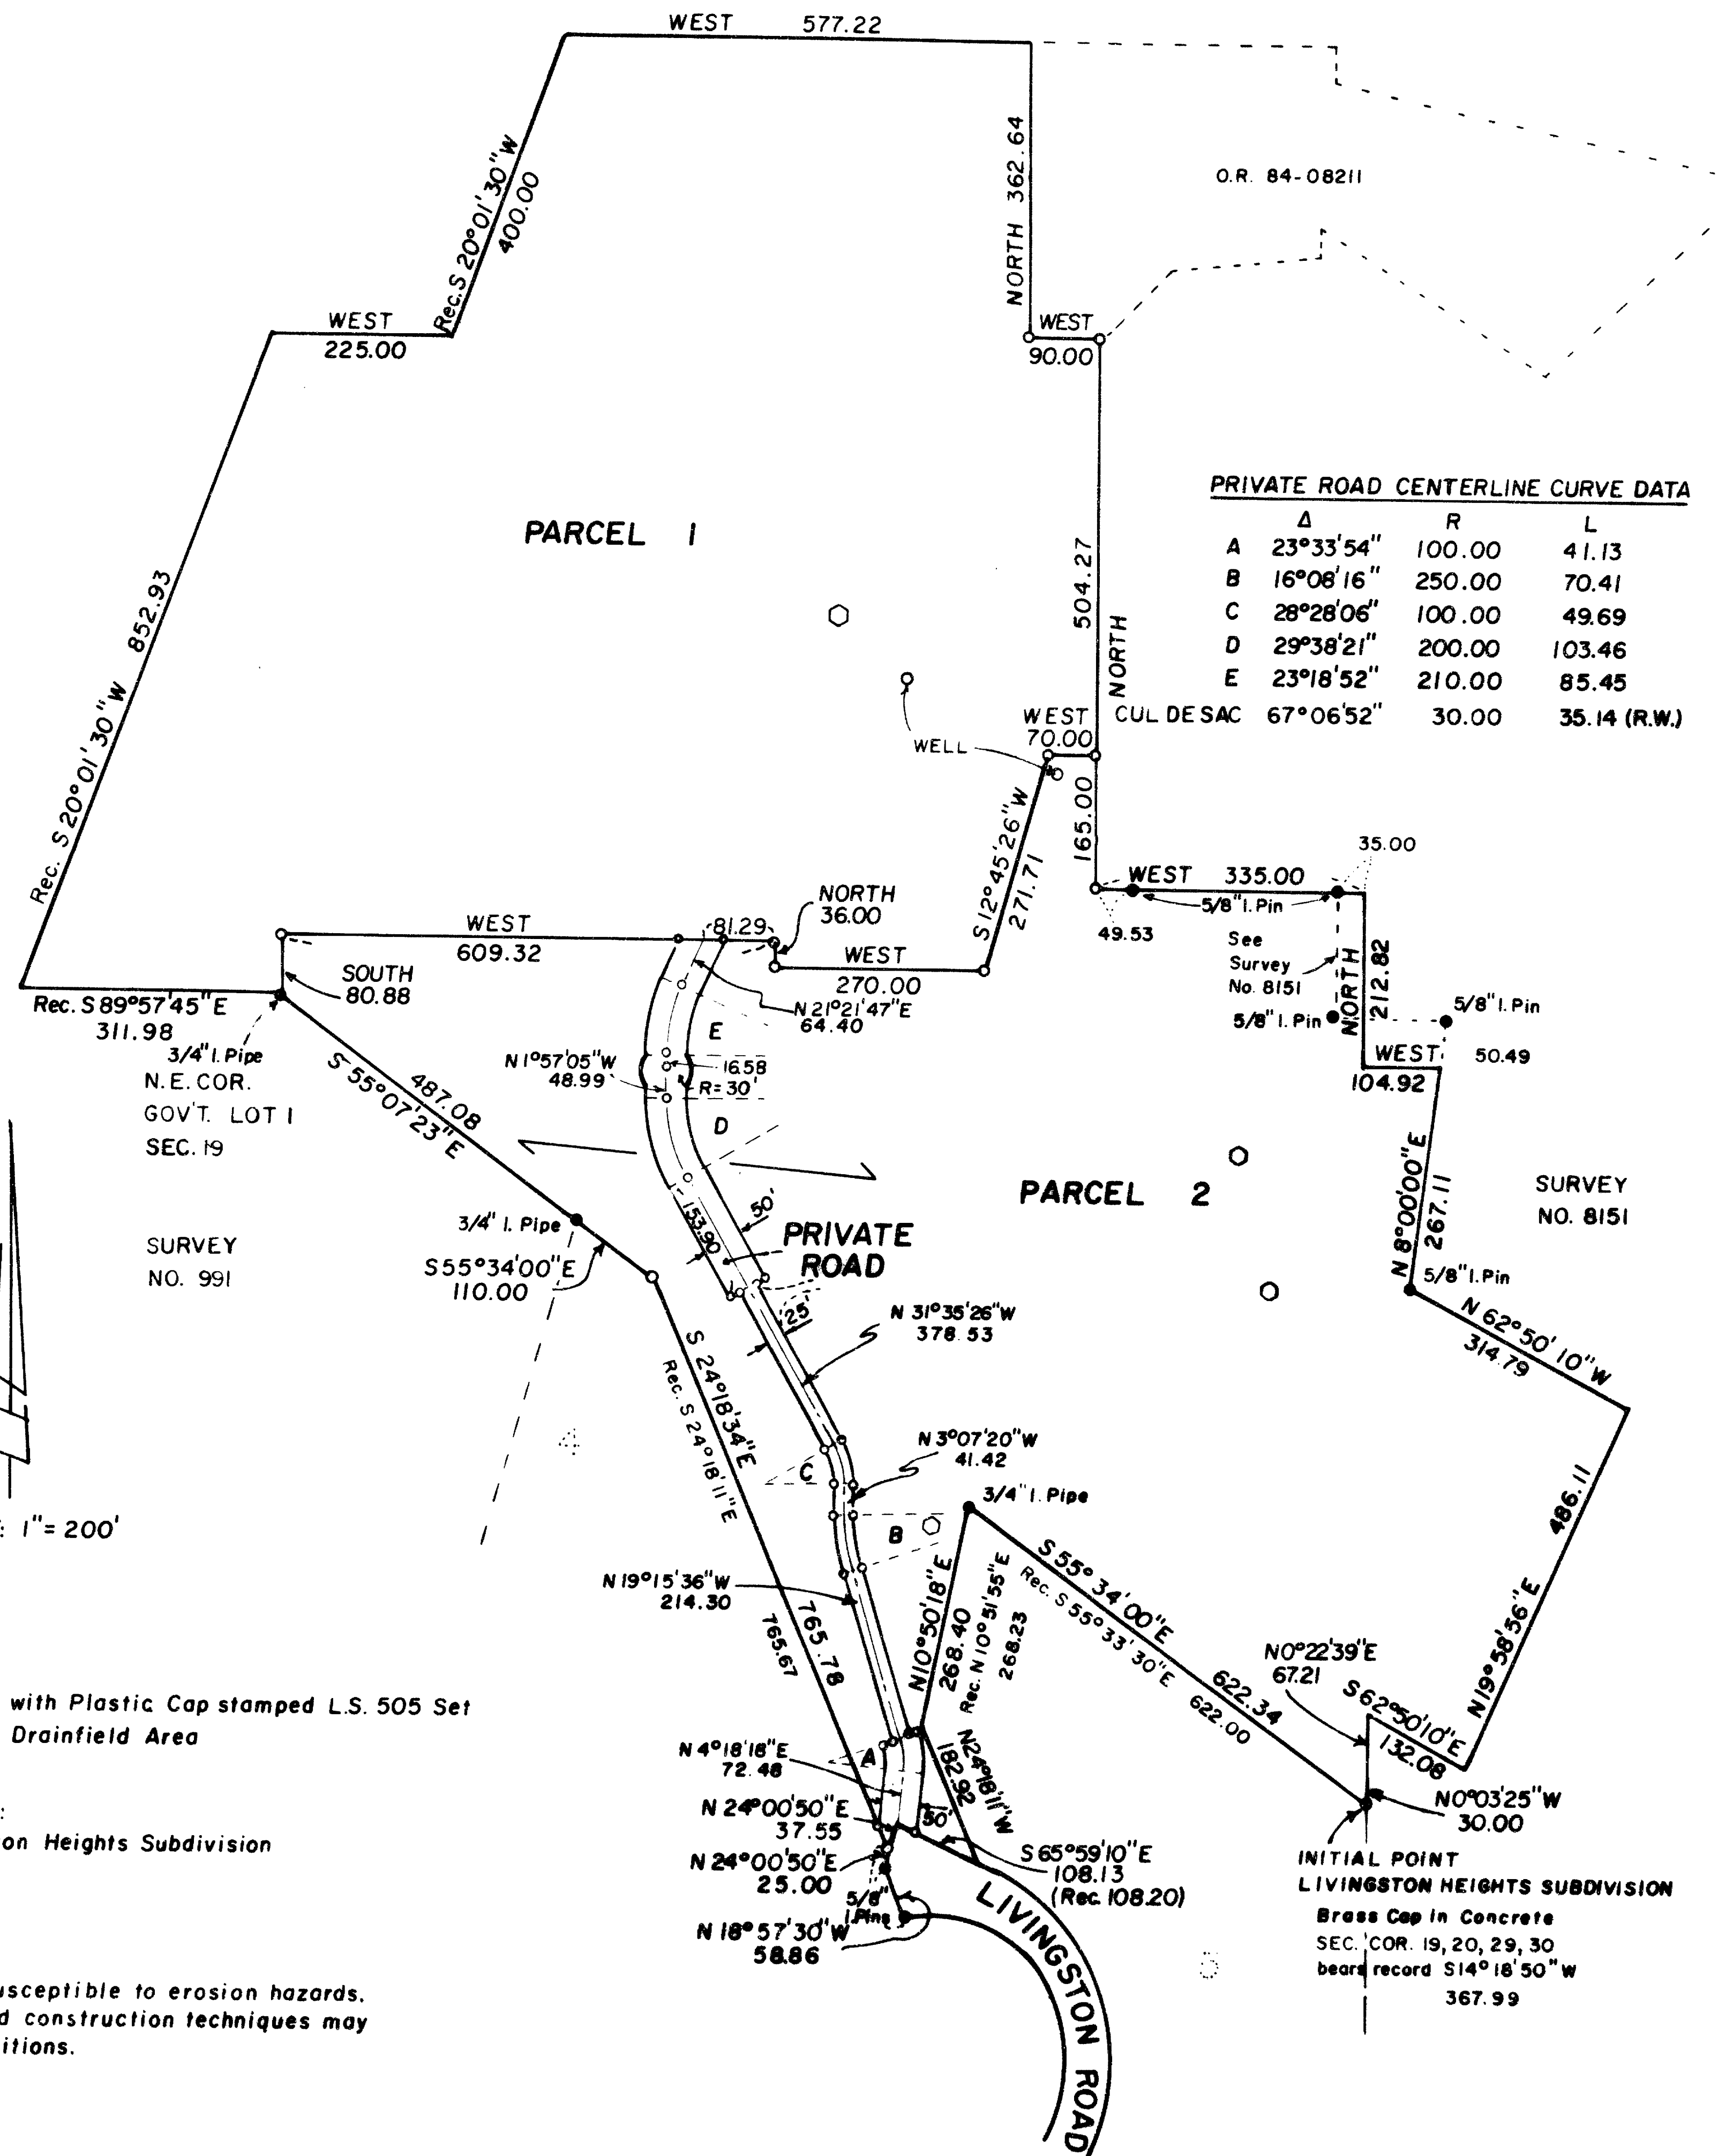 WEST 577.22
Rec. S 20°01'30"W
400.00
NORTH 362.64
O.R. 84-08211
WEST
225.00
WEST
90.00
PARCEL 1
Rec. S 20°01'30"W 852.93
504.27
NORTH
PRIVATE ROAD CENTERLINE CURVE DATA
Δ R L
A 23°33'54" 100.00 41.13
B 16°08'16" 250.00 70.41
C 28°28'06" 100.00 49.69
D 29°38'21" 200.00 103.46
E 23°18'52" 210.00 85.45
CUL DE SAC 67°06'52" 30.00 35.14 (R.W.)
WEST
70.00
WELL
165.00
S 12°45'26"W
271.71
35.00
WEST 335.00
5/8" I. Pin
49.53
See
Survey
No. 8151
5/8" I. Pin
NORTH
212.82
5/8" I. Pin
WEST 50.49
104.92
NORTH
36.00
WEST 81.29
609.32
WEST
270.00
SOUTH
80.88
Rec. S 89°57'45"E
311.98
3/4" I. Pipe
N.E. COR.
GOV'T. LOT 1
SEC. 19
N 21°21'47"E
64.40
E
N 1°57'05"W
48.99
16.58
R=30'
D
487.08
S 55°07'23"E
PARCEL 2
N 8°00'00"E
267.11
SURVEY
NO. 8151
5/8" I. Pin
SURVEY
NO. 991
3/4" I. Pipe
S 55°34'00"E
110.00
153.90
50'
PRIVATE
ROAD
25'
N 31°35'26"W
378.53
N 62°50'10"W
314.79
S 24°18'34"E
Rec. S 24°18'11"E
4
N 3°07'20"W
41.42
C
3/4" I. Pipe
B
486.11
N 19°58'56"E
: 1"= 200'
N 19°15'36"W
214.30
765.78
765.67
N 10°50'18"E
268.40
Rec. N 10°51'55"E
268.23
S 55°34'00"E
Rec. S 55°33'30"E
622.34
622.00
N 0°22'39"E
67.21
S 62°50'10"E
132.08
with Plastic Cap stamped L.S. 505 Set
Drainfield Area
N 4°18'18"E
72.48
A
N 24°18'11"W
182.92
N 24°00'50"E
37.55
50'
N 0°03'25"W
30.00
:
on Heights Subdivision
N 24°00'50"E
25.00
S 65°59'10"E
108.13
(Rec. 108.20)
INITIAL POINT
LIVINGSTON HEIGHTS SUBDIVISION
Brass Cap in Concrete
SEC. COR. 19, 20, 29, 30
bears record S14°18'50"W
367.99
5/8"
I. Pins
N 18°57'30"W
58.86
LIVINGSTON ROAD
5
usceptible to erosion hazards.
d construction techniques may
itions.